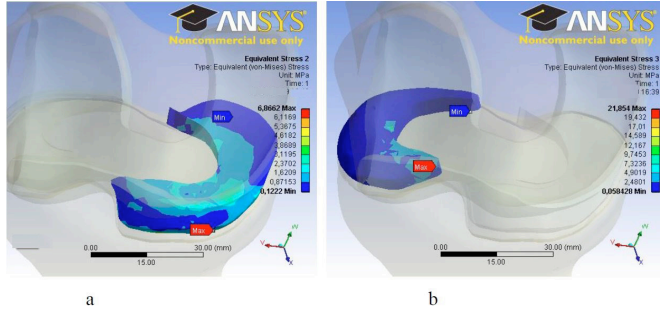 ANSYS
Noncommercial use only
Equivalent Stress 2
Type: Equivalent (von-Mises) Stress
Unit: MPa
Time: 1
6,8662 Max
6,1169
5,3675
4,6182
3,8688
3,1195
2,3702
1,6209
0,87153
0,1222 Min
Min
Max
0.00
30.00 (mm)
15.00
Y
X
a
ANSYS
Noncommercial use only
Equivalent Stress 3
Type: Equivalent (von-Mises) Stress
Unit: MPa
Time: 1
16:39
21,854 Max
19,432
17,01
14,589
12,167
9,7453
7,3236
4,9019
2,4801
0,058428 Min
Min
Max
0.00
30.00 (mm)
15.00
Y
X
b